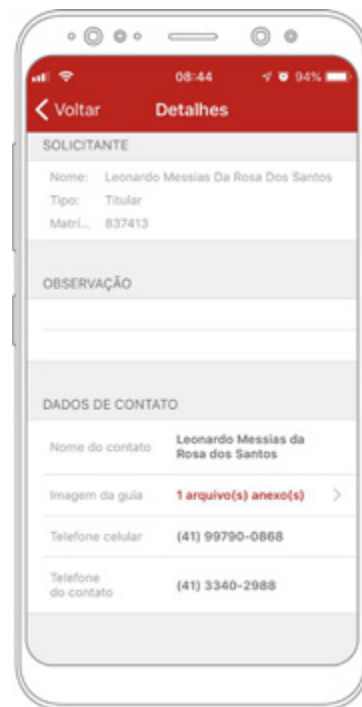 08:44
94%
Voltar
Detalhes
SOLICITANTE
Nome: Leonardo Messias Da Rosa Dos Santos
Tipo: Titular
Matrí... 837413
OBSERVAÇÃO
DADOS DE CONTATO
Nome do contato
Leonardo Messias da
Rosa dos Santos
Imagem da guia
1 arquivo(s) anexo(s)
Telefone celular
(41) 99790-0868
Telefone
do contato
(41) 3340-2988